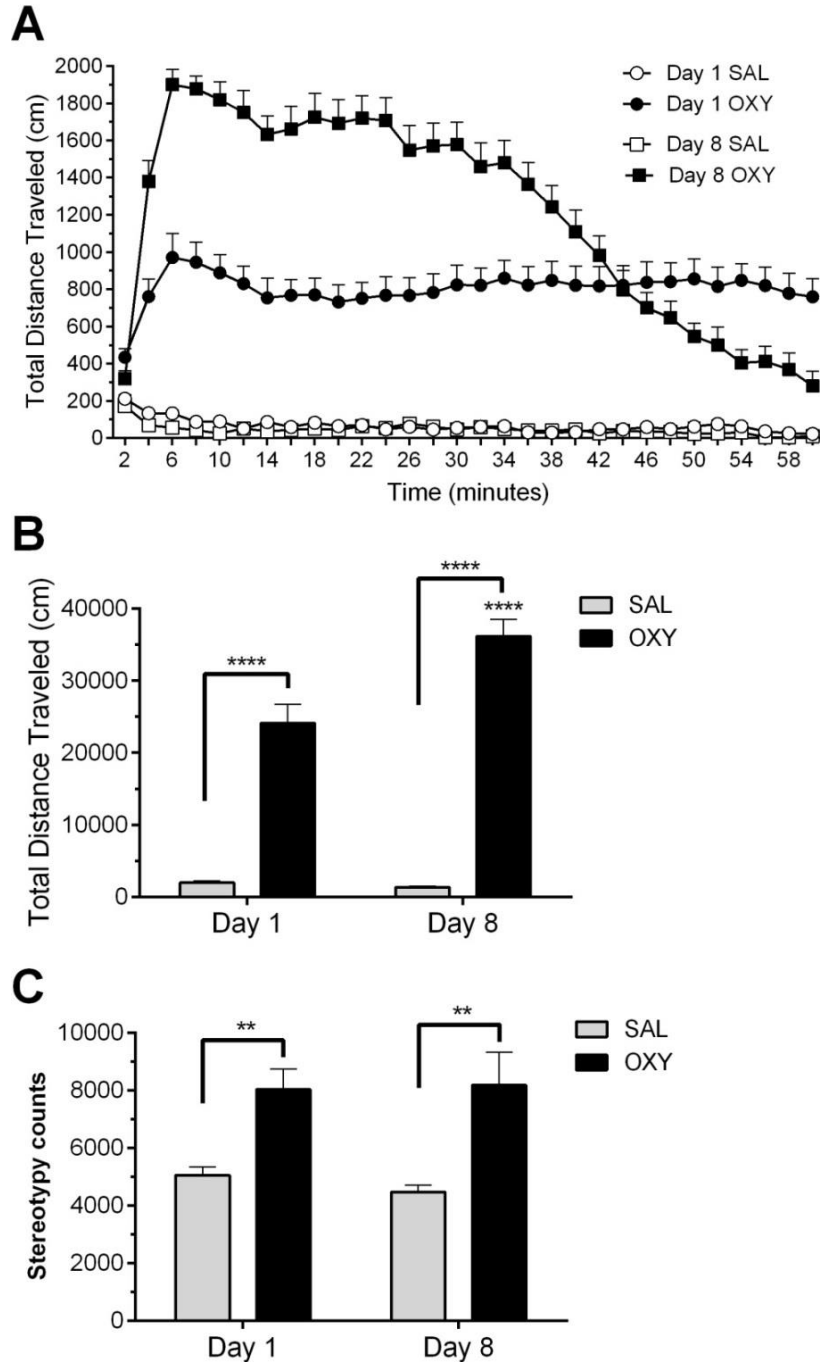 A
Total Distance Traveled (cm)
2000
1800
1600
1400
1200
1000
800
600
400
200
0
Day 1 SAL
Day 1 OXY
Day 8 SAL
Day 8 OXY
2 6 10 14 18 22 26 30 34 38 42 46 50 54 58
Time (minutes)
B
Total Distance Traveled (cm)
40000
30000
20000
10000
0
****
****
****
SAL
OXY
Day 1 Day 8
C
Stereotypy counts
10000
8000
6000
4000
2000
0
**
**
SAL
OXY
Day 1 Day 8